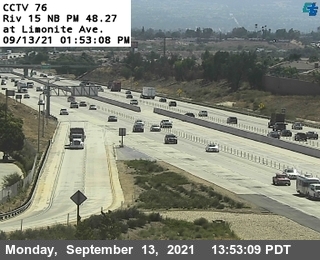 CCTV 76
Riv 15 NB PM 48.27
at Limonite Ave.
09/13/21 01:53:08 PM
Monday, September 13, 2021 13:53:09 PDT